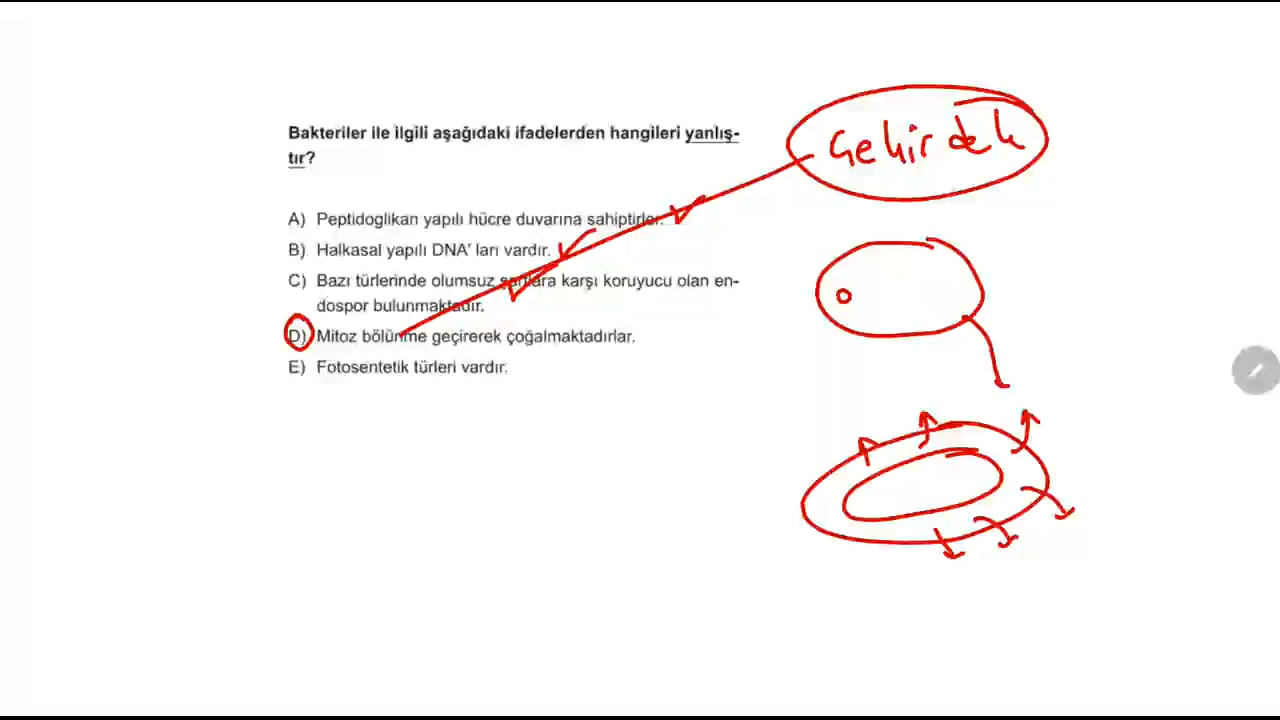 Bakteriler ile ilgili aşağıdaki ifadelerden hangileri yanlış-
tır?
Çekirdek
A) Peptidoglikan yapılı hücre duvarına sahiptirler.
B) Halkasal yapılı DNA' ları vardır.
C) Bazı türlerinde olumsuz şartlara karşı koruyucu olan en-
dospor bulunmaktadır.
D) Mitoz bölünme geçirerek çoğalmaktadırlar.
E) Fotosentetik türleri vardır.